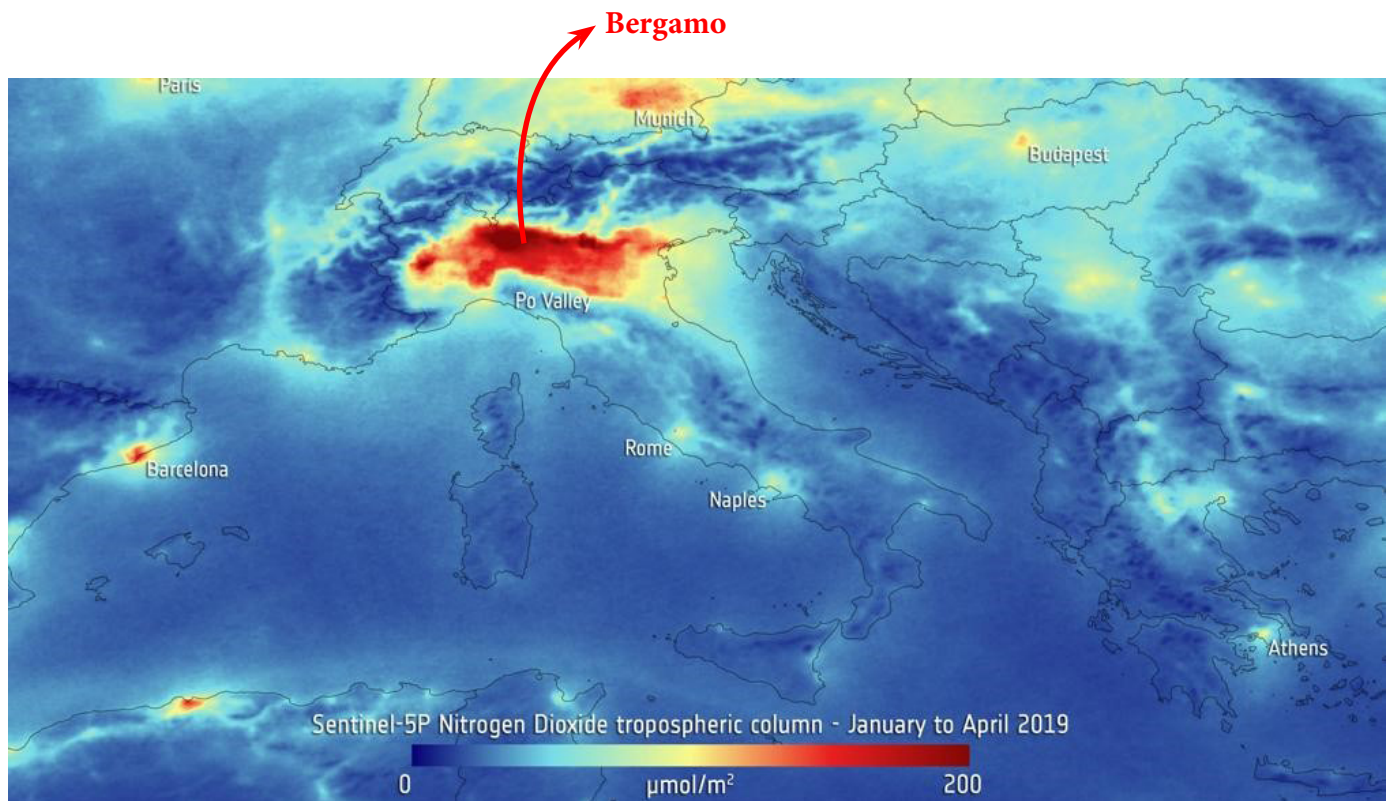 Bergamo
Paris
Munich
Budapest
Po Valley
Barcelona
Rome
Naples
Athens
Sentinel-5P Nitrogen Dioxide tropospheric column - January to April 2019
0 µmol/m² 200